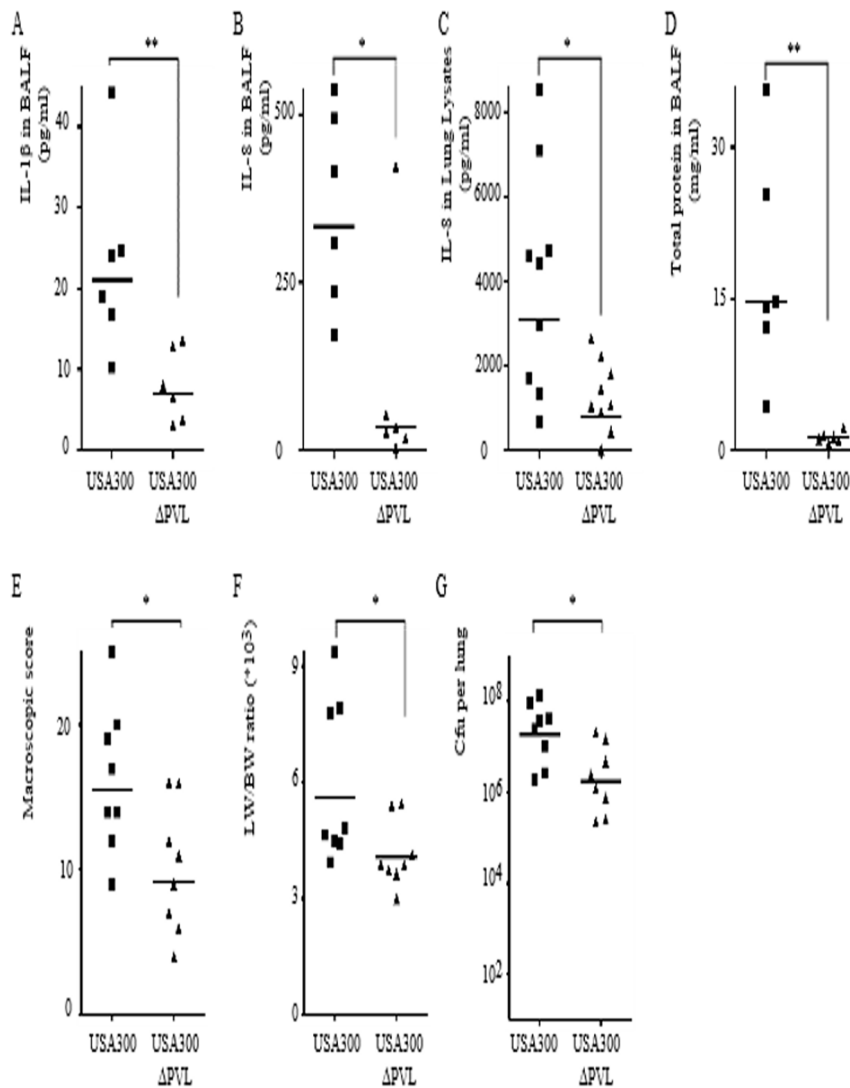 A
IL-1β in BALF
(pg/ml)
**
40
30
20
10
0
USA300
USA300
ΔPVL
B
IL-8 in BALF
(pg/ml)
*
500
250
0
USA300
USA300
ΔPVL
C
IL-8 in Lung Lysates
(pg/ml)
*
8000
6000
4000
2000
0
USA300
USA300
ΔPVL
D
Total protein in BALF
(mg/ml)
**
30
15
0
USA300
USA300
ΔPVL
E
Macroscopic score
*
20
10
0
USA300
USA300
ΔPVL
F
LW/BW ratio (*10³)
*
9
6
3
0
USA300
USA300
ΔPVL
G
Cfu per lung
*
10⁸
10⁶
10⁴
10²
USA300
USA300
ΔPVL